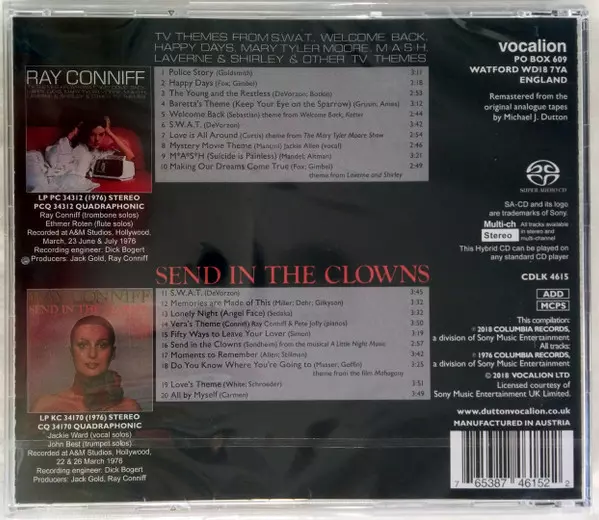 TV THEMES FROM S.W.A.T., WELCOME BACK,
HAPPY DAYS, MARY TYLER MOORE, M*A*S*H,
LAVERNE & SHIRLEY & OTHER TV THEMES
RAY CONNIFF
1 Police Story (Goldsmith) 3:11
2 Happy Days (Fox; Gimbel) 3:18
3 The Young and the Restless (DeVorzon; Botkin) 2:53
4 Baretta's Theme (Keep Your Eye on the Sparrow) (Grusin; Ames) 3:12
5 Welcome Back (Sebastian) theme from Welcome Back, Kotter 2:44
6 S.W.A.T. (DeVorzon) 3:42
7 Love is All Around (Curtis) theme from The Mary Tyler Moore Show 2:54
8 Mystery Movie Theme (Mancini) Jackie Allen (vocal) 2:46
9 M*A*S*H (Suicide is Painless) (Mandel; Altman) 3:21
10 Making Our Dreams Come True (Fox; Gimbel) 2:49
theme from Laverne and Shirley
LP PC 34312 (1976) STEREO
PCQ 34312 QUADRAPHONIC
Ray Conniff (trombone solos)
Ethmer Roten (flute solos)
Recorded at A&M Studios, Hollywood,
March, 23 June & July 1976
Recording engineer: Dick Bogert
Producers: Jack Gold, Ray Conniff
SEND IN THE CLOWNS
RAY CONNIFF
SEND IN THE CLOWNS
11 S.W.A.T. (DeVorzon) 3:45
12 Memories are Made of This (Miller; Dehr; Gilkyson) 3:32
13 Lonely Night (Angel Face) (Sedaka) 3:32
14 Vera's Theme (Conniff) Ray Conniff & Pete Jolly (pianos)
15 Fifty Ways to Leave Your Lover (Simon) 3:19
16 Send in the Clowns (Sondheim) from the musical A Little Night Music
17 Moments to Remember (Allen; Stillman)
18 Do You Know Where You're Going to (Masser; Goffin) 3:25
theme from the film Mahogany
19 Love's Theme (White; Schroeder) 3:51
20 All by Myself (Carmen) 3:49
LP KC 34170 (1976) STEREO
CQ 34170 QUADRAPHONIC
Jackie Ward (vocal solos)
John Best (trumpet solos)
Recorded at A&M Studios, Hollywood,
22 & 26 March 1976
Recording engineer: Dick Bogert
Producers: Jack Gold, Ray Conniff
vocalion
PO BOX 609
WATFORD WD18 7YA
ENGLAND
Remastered from the
original analogue tapes
by Michael J. Dutton
SUPER AUDIO CD
SA-CD and its logo
are trademarks of Sony.
Multi-ch
Stereo
All tracks available
in stereo and
multi-channel
This Hybrid CD can be played on
any standard CD player
CDLK 4615
ADD
MCPS
This compilation:
℗ 2018 COLUMBIA RECORDS,
a division of Sony Music Entertainment
All tracks:
℗ 1976 COLUMBIA RECORDS,
a division of Sony Music Entertainment
© 2018 VOCALION LTD
Licensed courtesy of
Sony Music Entertainment UK Limited.
www.duttonvocalion.co.uk
MANUFACTURED IN AUSTRIA
7 65387 46152 2